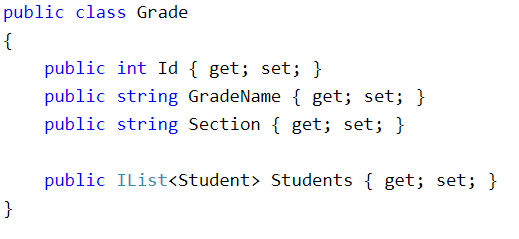 public class Grade
{
    public int Id { get; set; }
    public string GradeName { get; set; }
    public string Section { get; set; }

    public IList<Student> Students { get; set; }
}